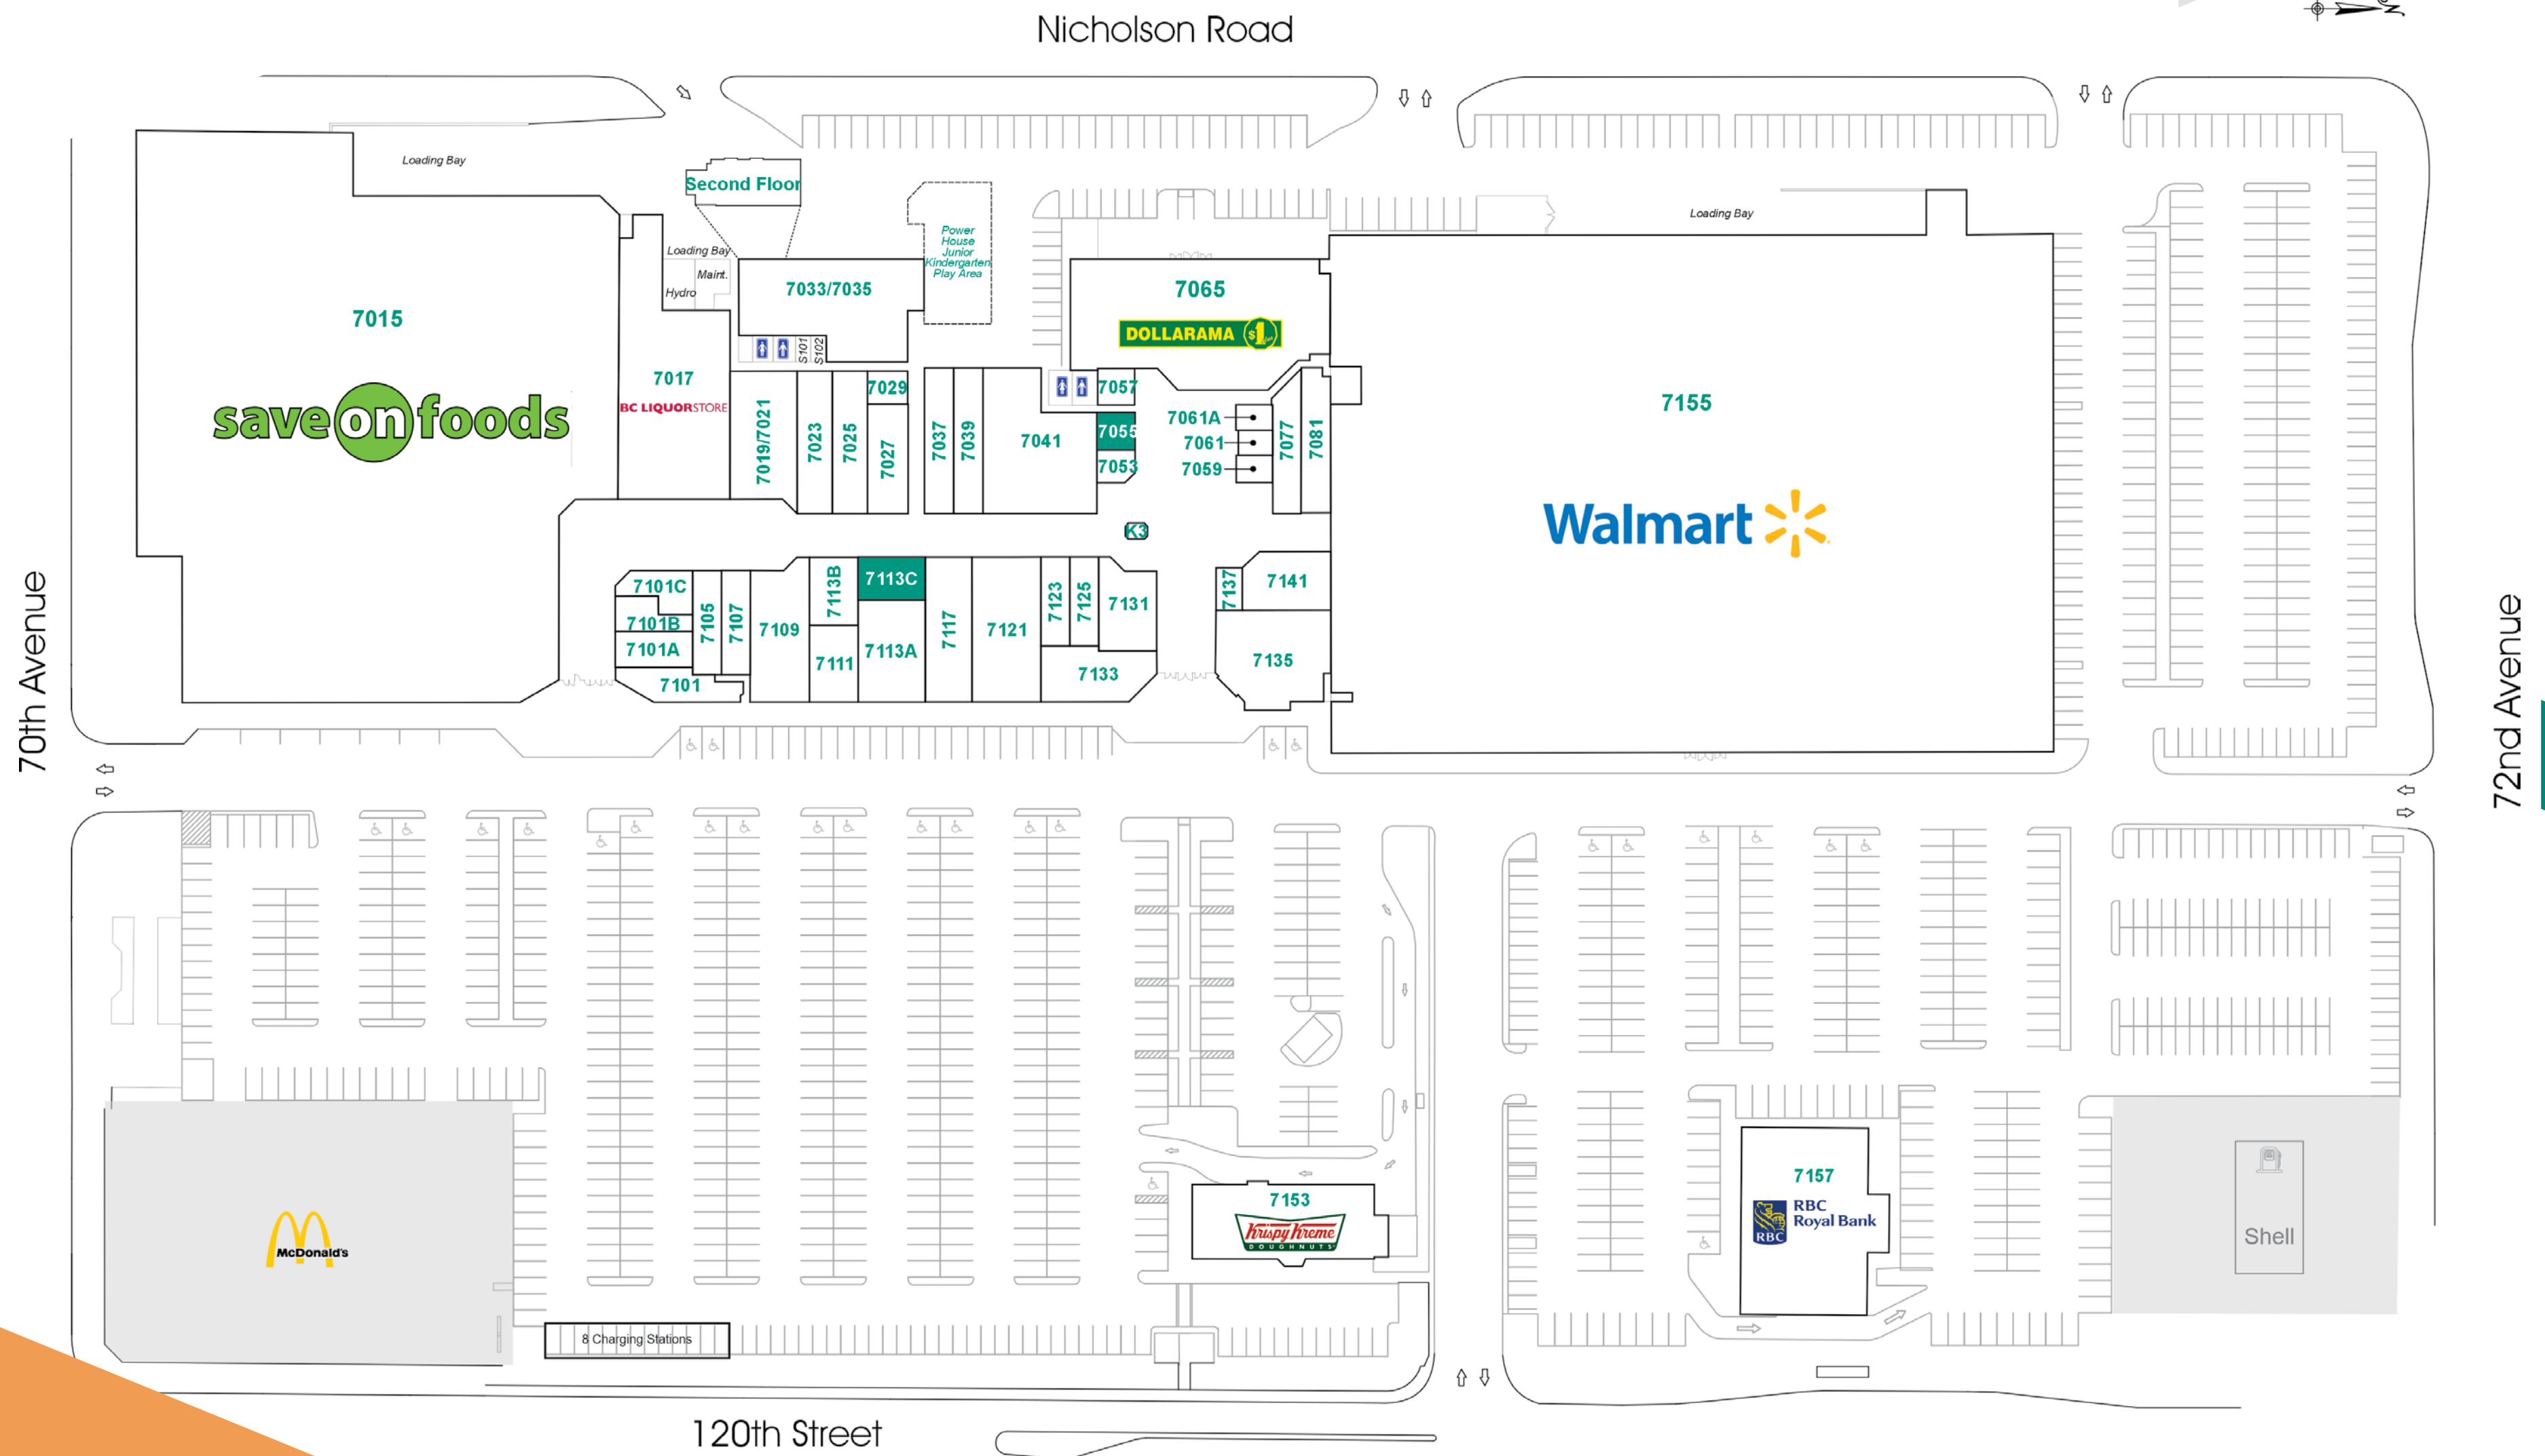 Nicholson Road
N
Loading Bay
Second Floor
Power
House
Junior
Kindergarten
Play Area
Loading Bay
Loading Bay
Maint.
Hydro
7033/7035
7065
DOLLARAMA $1
7015
save on foods
S101
S102
7017
BC LIQUORSTORE
7029
7057
7155
7019/7021
7023
7025
7027
7037
7039
7041
7055
7053
7061A
7061
7059
7077
7081
Walmart
K3
70th Avenue
72nd Avenue
7101C
7101B
7101A
7101
7105
7107
7109
7113B
7111
7113C
7113A
7117
7121
7123
7125
7131
7133
7137
7141
7135
7153
Krispy Kreme
DOUGHNUTS
7157
RBC
Royal Bank
RBC
McDonald's
Shell
8 Charging Stations
120th Street